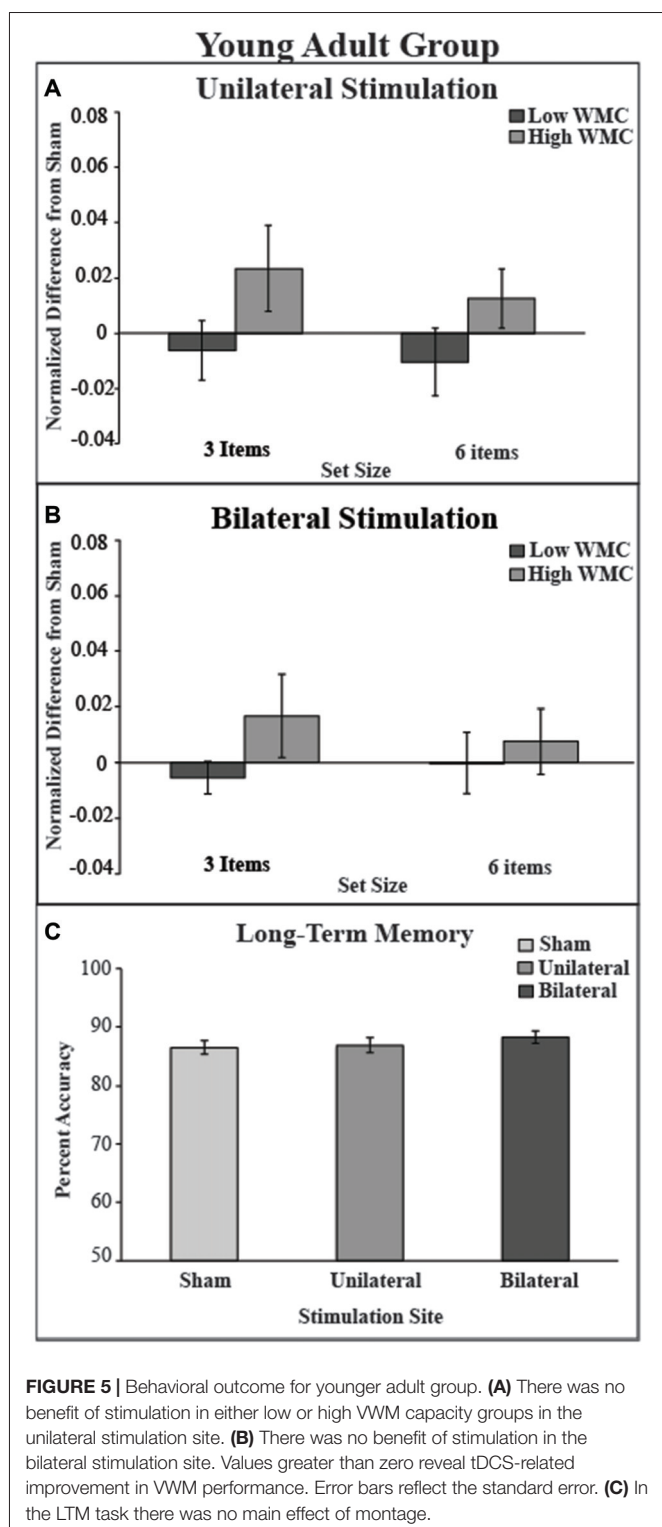 Young Adult Group
A
Unilateral Stimulation
Low WMC
High WMC
Normalized Difference from Sham
0.08
0.06
0.04
0.02
0
-0.02
-0.04
3 Items
6 items
Set Size
B
Bilateral Stimulation
Low WMC
High WMC
Normalized Difference from Sham
0.08
0.06
0.04
0.02
0
-0.02
-0.04
3 Items
6 items
Set Size
C
Long-Term Memory
Sham
Unilateral
Bilateral
Percent Accuracy
100
90
80
70
60
50
Sham
Unilateral
Bilateral
Stimulation Site
FIGURE 5 | Behavioral outcome for younger adult group. (A) There was no
benefit of stimulation in either low or high VWM capacity groups in the
unilateral stimulation site. (B) There was no benefit of stimulation in the
bilateral stimulation site. Values greater than zero reveal tDCS-related
improvement in VWM performance. Error bars reflect the standard error. (C) In
the LTM task there was no main effect of montage.